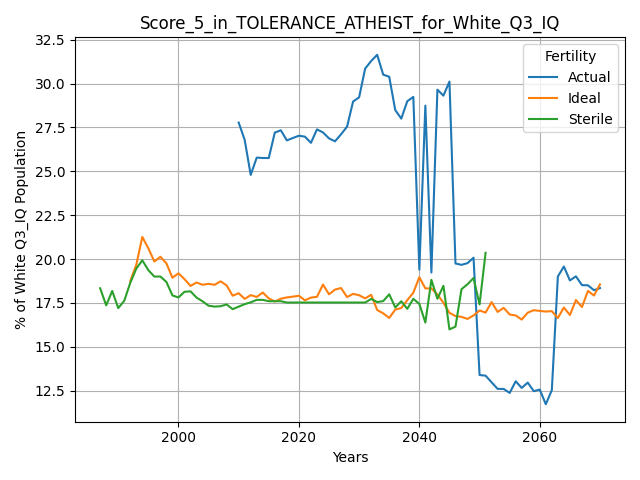 Score_5_in_TOLERANCE_ATHEIST_for_White_Q3_IQ
% of White Q3_IQ Population
32.5
30.0
27.5
25.0
22.5
20.0
17.5
15.0
12.5
Fertility
Actual
Ideal
Sterile
2000
2020
2040
2060
Years